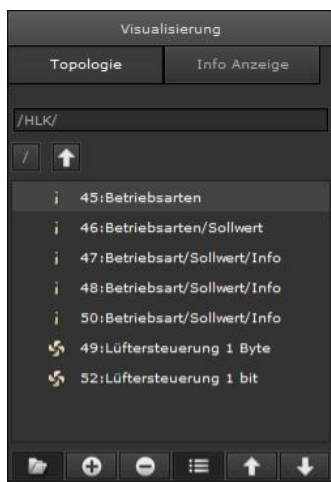 Visualisierung
Topologie Info Anzeige
/HLK/
/
45:Betriebsarten
46:Betriebsarten/Sollwert
47:Betriebsart/Sollwert/Info
48:Betriebsart/Sollwert/Info
50:Betriebsart/Sollwert/Info
49:Lüftersteuerung 1 Byte
52:Lüftersteuerung 1 bit